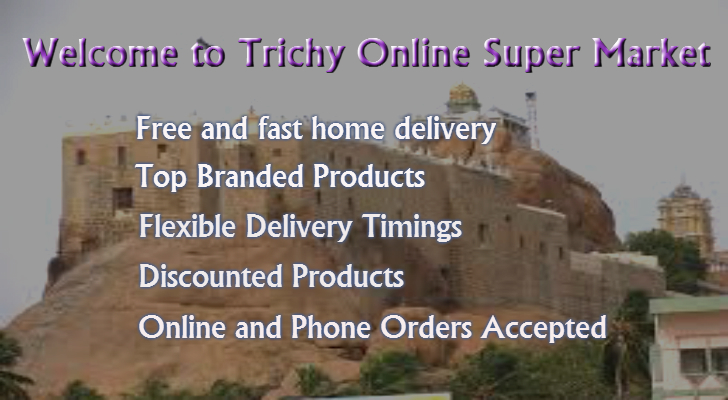 Welcome to Trichy Online Super Market
Free and fast home delivery
Top Branded Products
Flexible Delivery Timings
Discounted Products
Online and Phone Orders Accepted